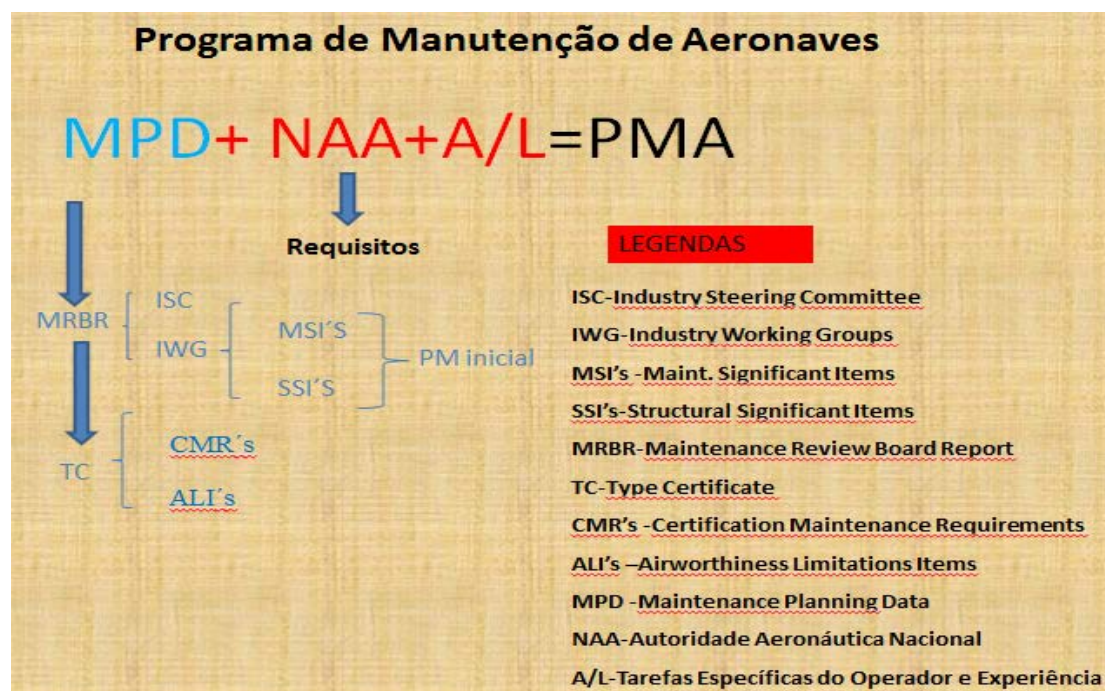 Programa de Manutenção de Aeronaves
MPD+ NAA+A/L=PMA
Requisitos
MRBR
ISC
IWG
MSI´S
SSI´S
PM inicial
TC
CMR´s
ALI´s
LEGENDAS
ISC-Industry Steering Committee
IWG-Industry Working Groups
MSI’s -Maint. Significant Items
SSI’s-Structural Significant Items
MRBR-Maintenance Review Board Report
TC-Type Certificate
CMR’s -Certification Maintenance Requirements
ALI’s –Airworthiness Limitations Items
MPD -Maintenance Planning Data
NAA-Autoridade Aeronáutica Nacional
A/L-Tarefas Específicas do Operador e Experiência